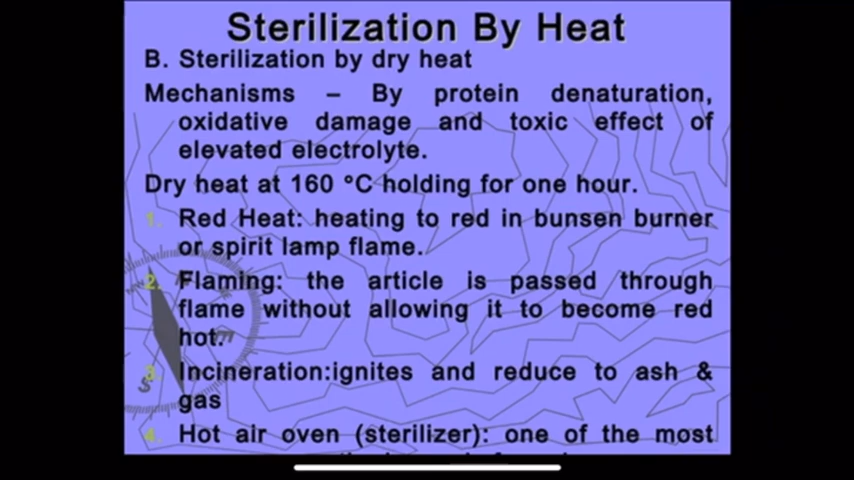 Sterilization By Heat
B. Sterilization by dry heat
Mechanisms – By protein denaturation,
oxidative damage and toxic effect of
elevated electrolyte.
Dry heat at 160 °C holding for one hour.
1. Red Heat: heating to red in bunsen burner
or spirit lamp flame.
2. Flaming: the article is passed through
flame without allowing it to become red
hot.
3. Incineration:ignites and reduce to ash &
gas
4. Hot air oven (sterilizer): one of the most